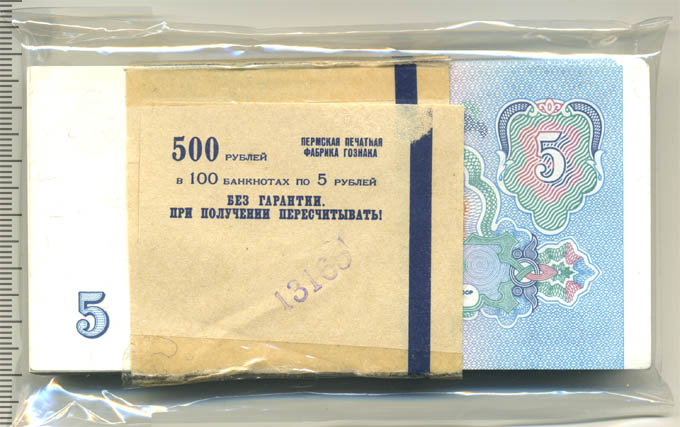 500 РУБЛЕЙ
ПЕРМСКАЯ ПЕЧАТНАЯ
ФАБРИКА ГОЗНАКА
В 100 БАНКНОТАХ ПО 5 РУБЛЕЙ
БЕЗ ГАРАНТИИ.
ПРИ ПОЛУЧЕНИИ ПЕРЕСЧИТЫВАТЬ!
5
5